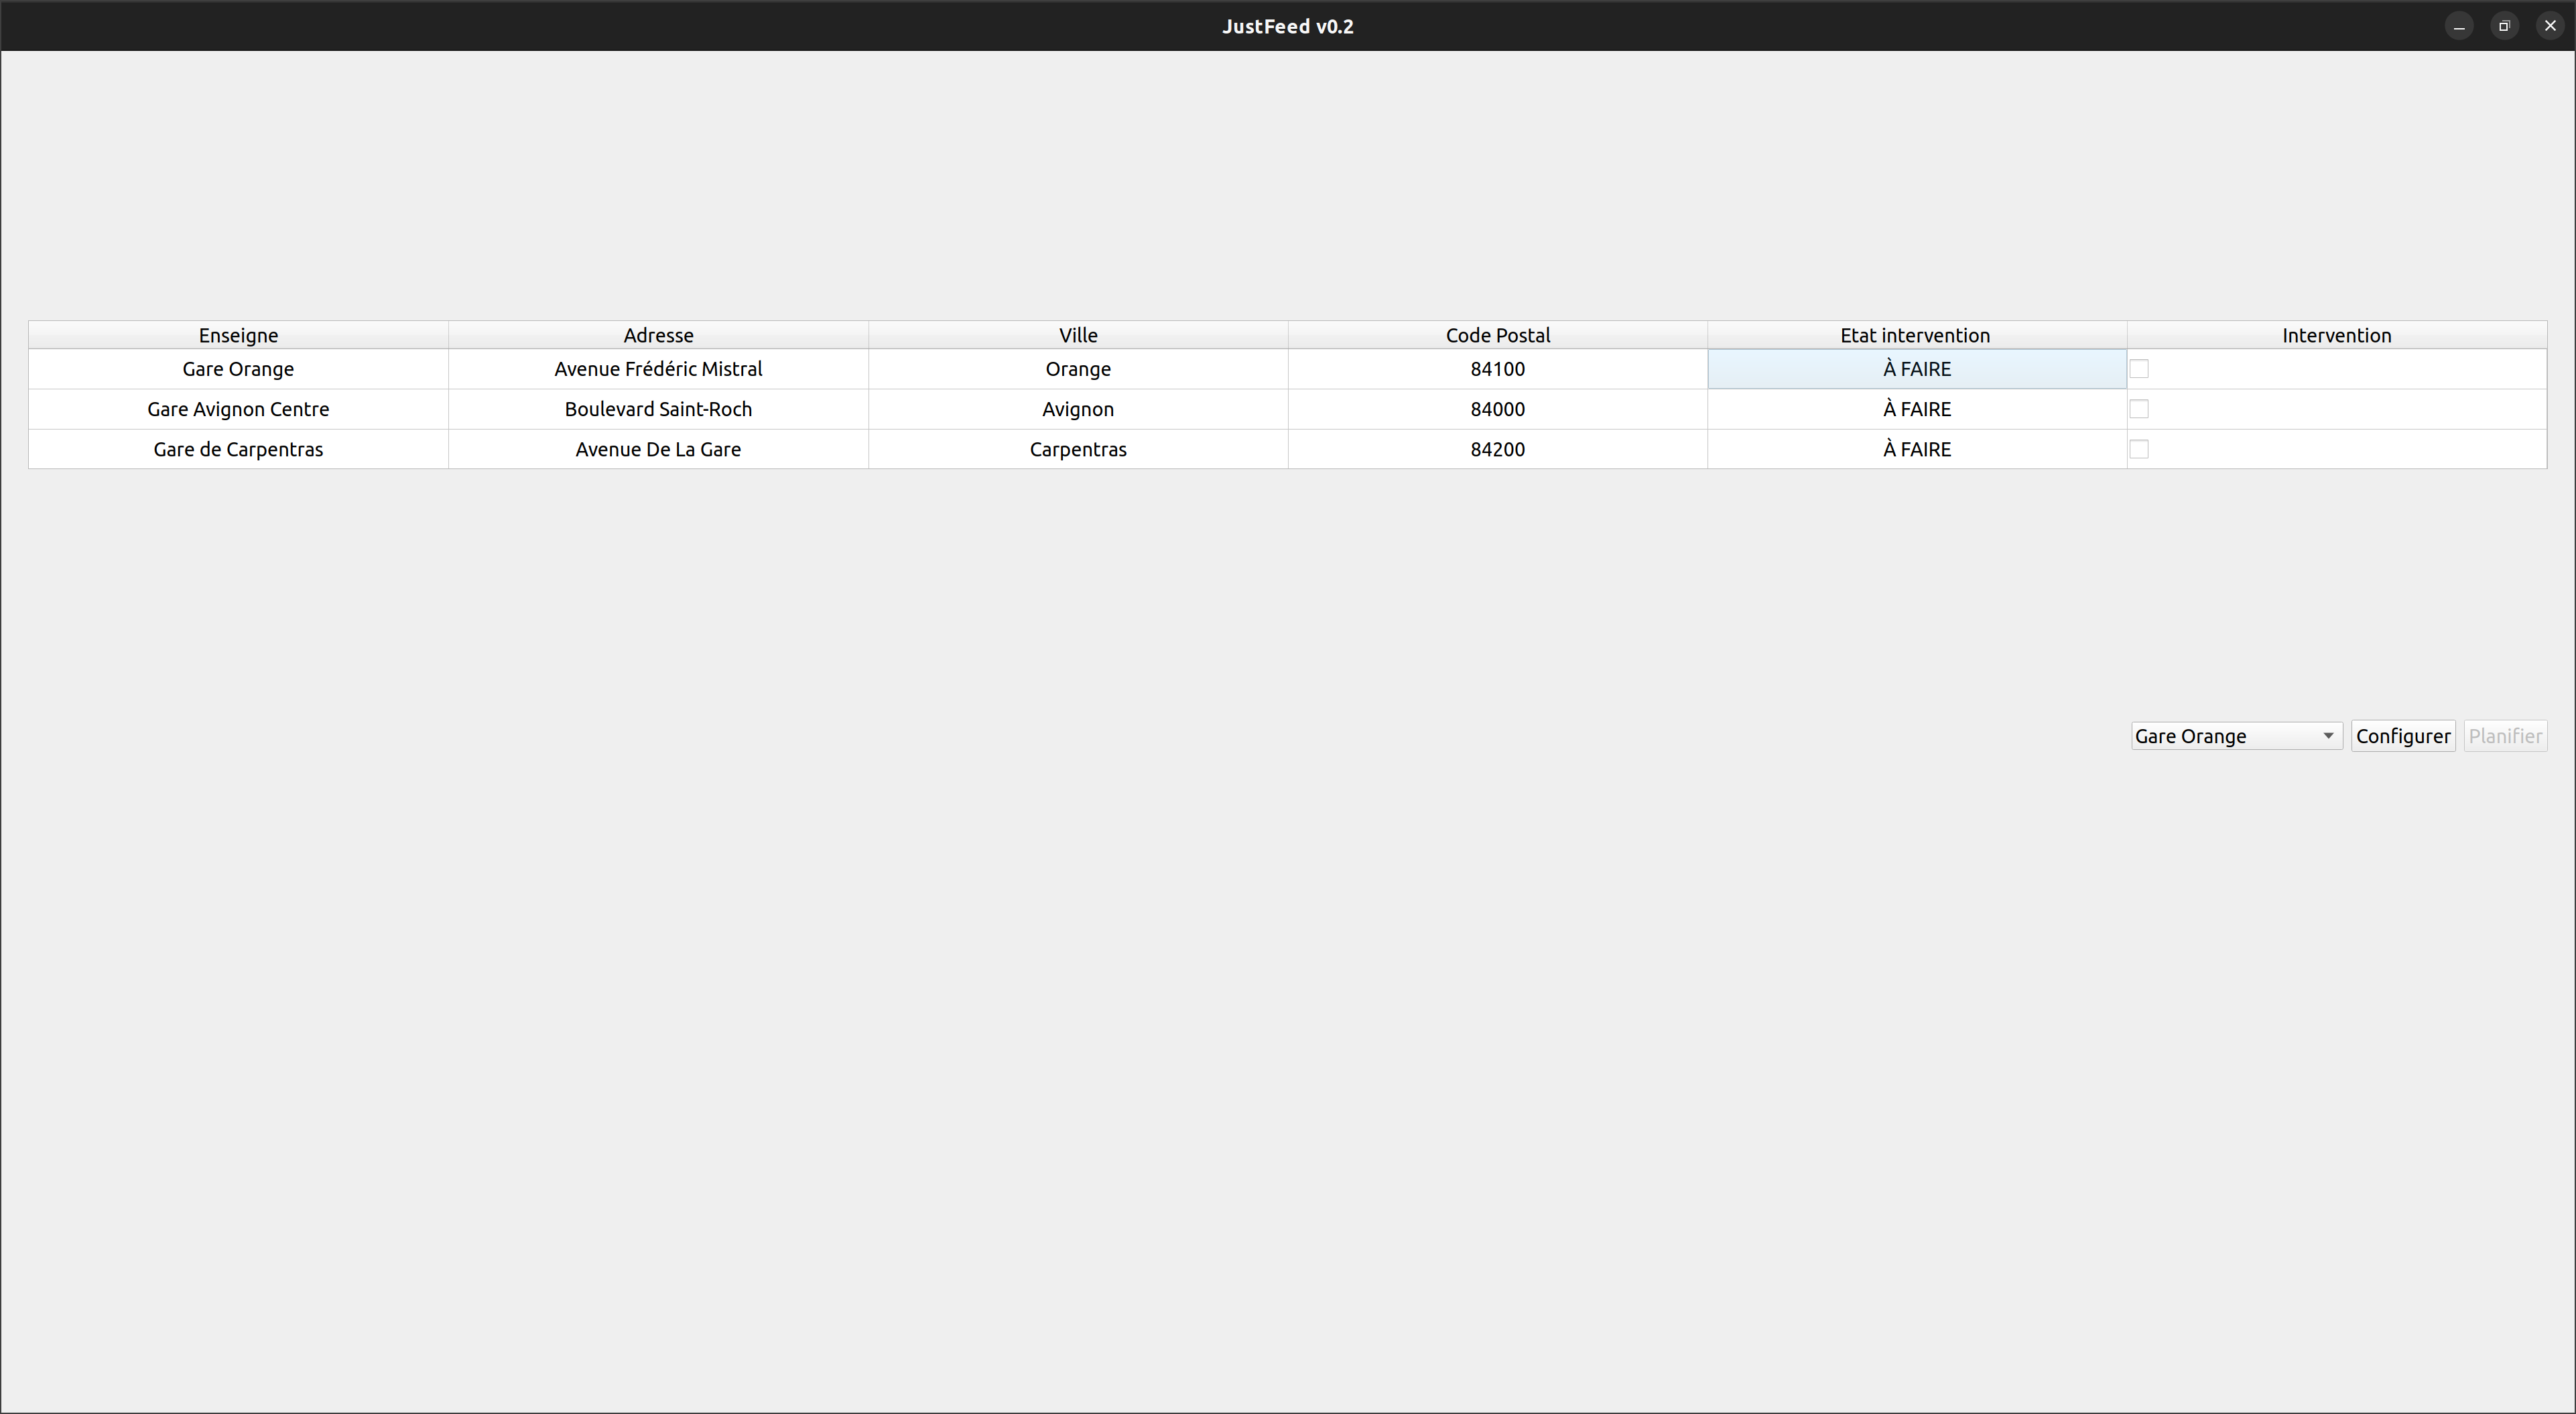 JustFeed v0.2
Enseigne Adresse Ville Code Postal Etat intervention Intervention
Gare Orange Avenue Frédéric Mistral Orange 84100 À FAIRE
Gare Avignon Centre Boulevard Saint-Roch Avignon 84000 À FAIRE
Gare de Carpentras Avenue De La Gare Carpentras 84200 À FAIRE
Gare Orange Configurer Planifier